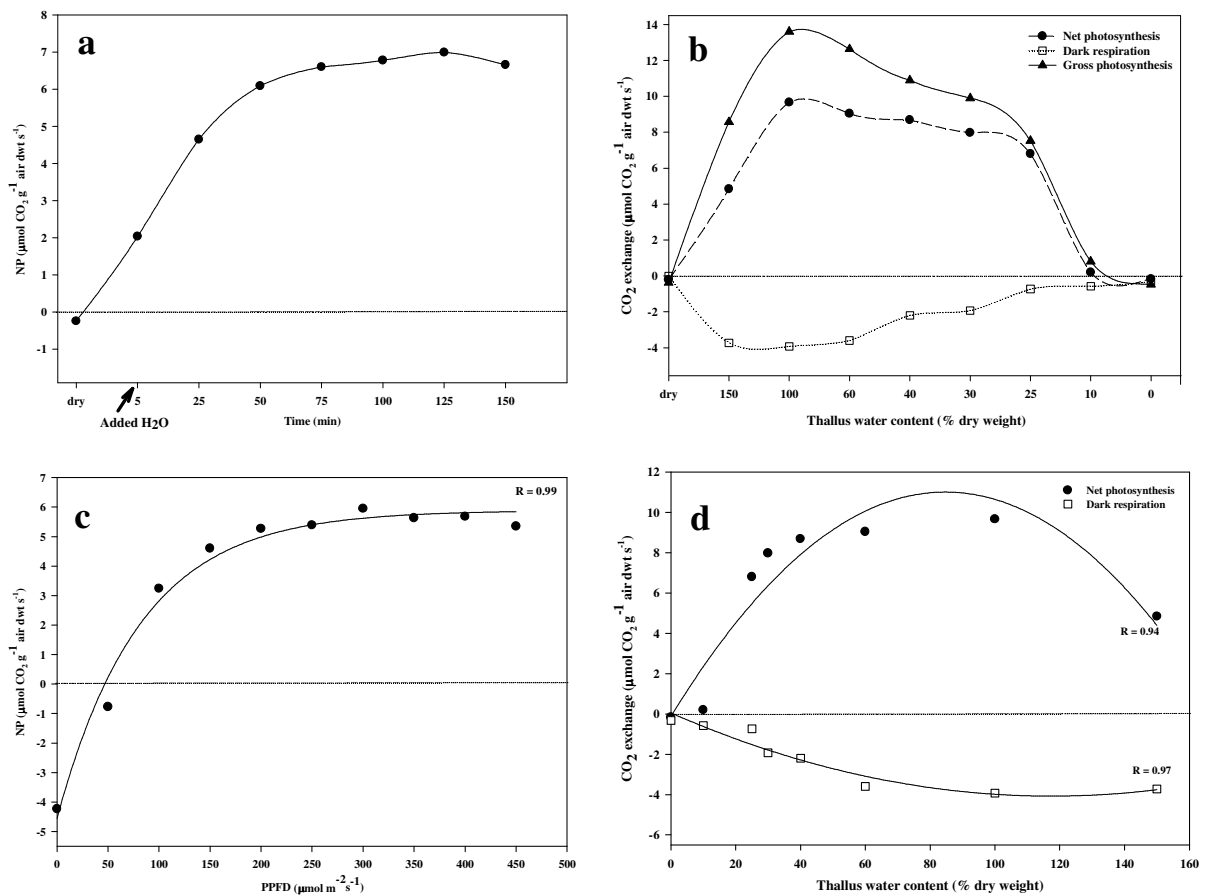 a
8
7
6
5
4
3
2
1
0
-1
NP (µmol CO₂ g⁻¹ air dwt s⁻¹)
dry 5 25 50 75 100 125 150
Added H2O
Time (min)
b
Net photosynthesis
Dark respiration
Gross photosynthesis
14
12
10
8
6
4
2
0
-2
-4
CO₂ exchange (µmol CO₂ g⁻¹ air dwt s⁻¹)
dry 150 100 60 40 30 25 10 0
Thallus water content (% dry weight)
c
R = 0.99
7
6
5
4
3
2
1
0
-1
-2
-3
-4
-5
NP (µmol CO₂ g⁻¹ air dwt s⁻¹)
0 50 100 150 200 250 300 350 400 450 500
PPFD (µmol m⁻²s⁻¹)
d
Net photosynthesis
Dark respiration
12
10
8
6
4
2
0
-2
-4
-6
CO₂ exchange (µmol CO₂ g⁻¹ air dwt s⁻¹)
R = 0.94
R = 0.97
0 20 40 60 80 100 120 140 160
Thallus water content (% dry weight)